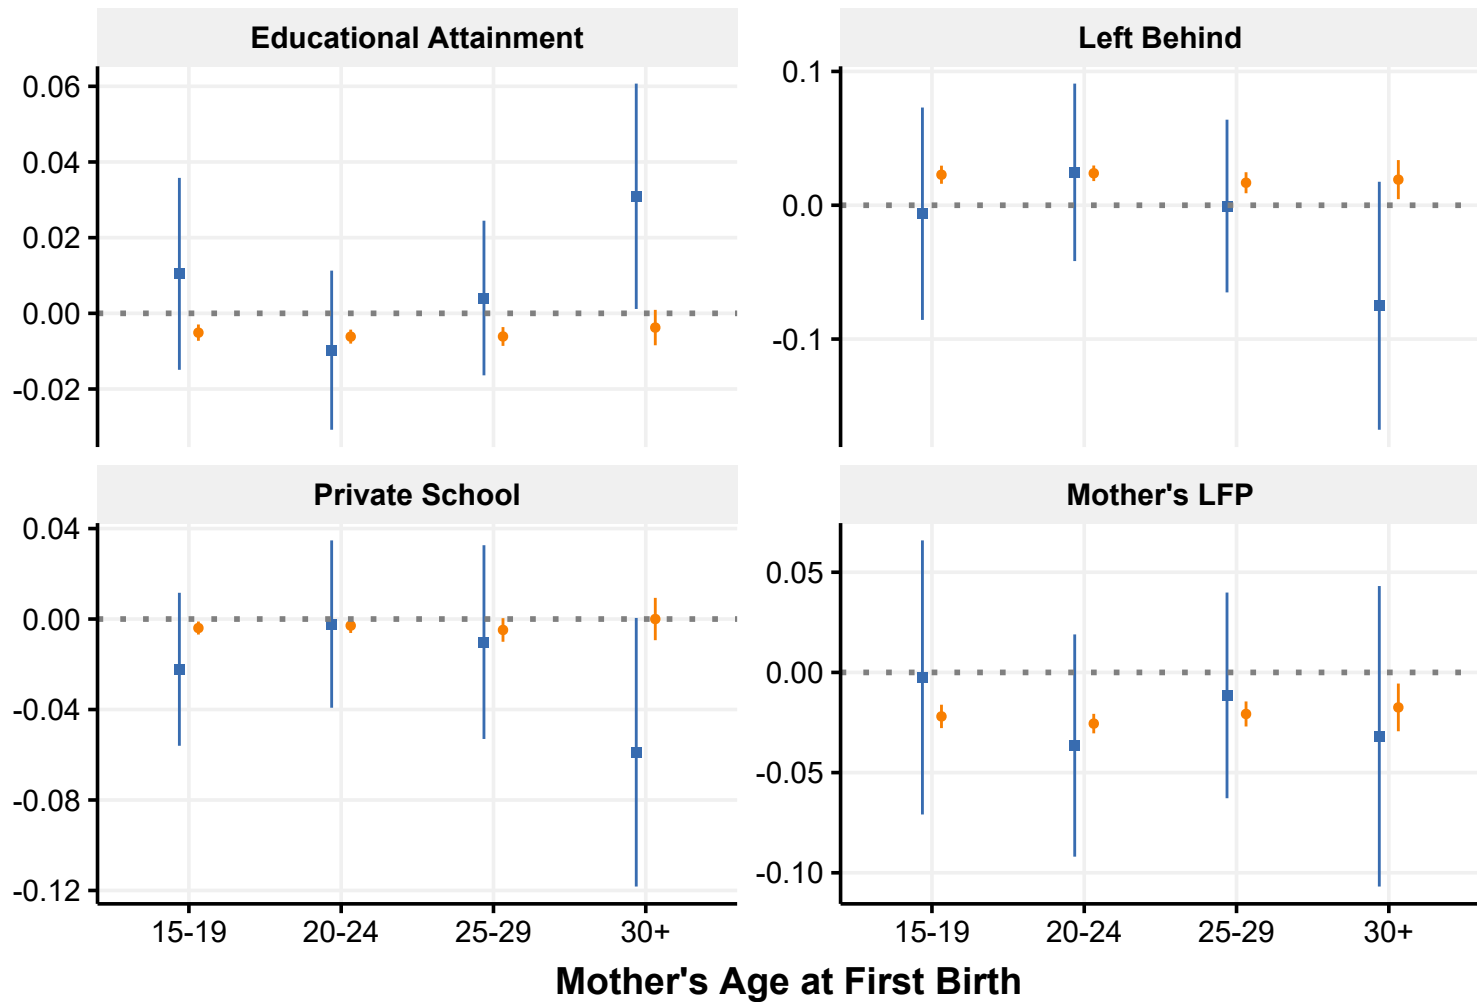 Educational Attainment
0.06
0.04
0.02
0.00
-0.02
Left Behind
0.1
0.0
-0.1
Private School
0.04
0.00
-0.04
-0.08
-0.12
15-19 20-24 25-29 30+
Mother's LFP
0.05
0.00
-0.05
-0.10
15-19 20-24 25-29 30+
Mother's Age at First Birth